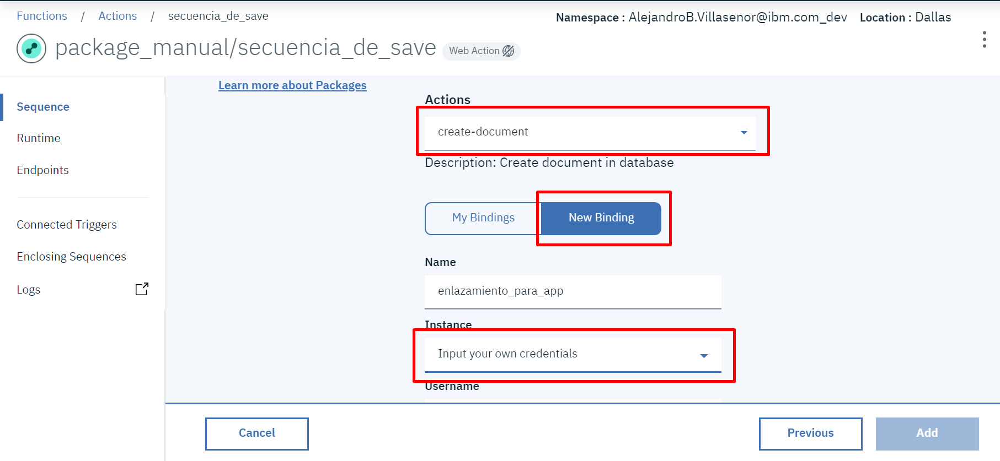 Functions / Actions / secuencia_de_save
Namespace : AlejandroB.Villasenor@ibm.com_dev Location : Dallas
package_manual/secuencia_de_save Web Action
Sequence
Runtime
Endpoints
Connected Triggers
Enclosing Sequences
Logs
Learn more about Packages
Actions
create-document
Description: Create document in database
My Bindings New Binding
Name
enlazamiento_para_app
Instance
Input your own credentials
Username
Cancel Previous Add